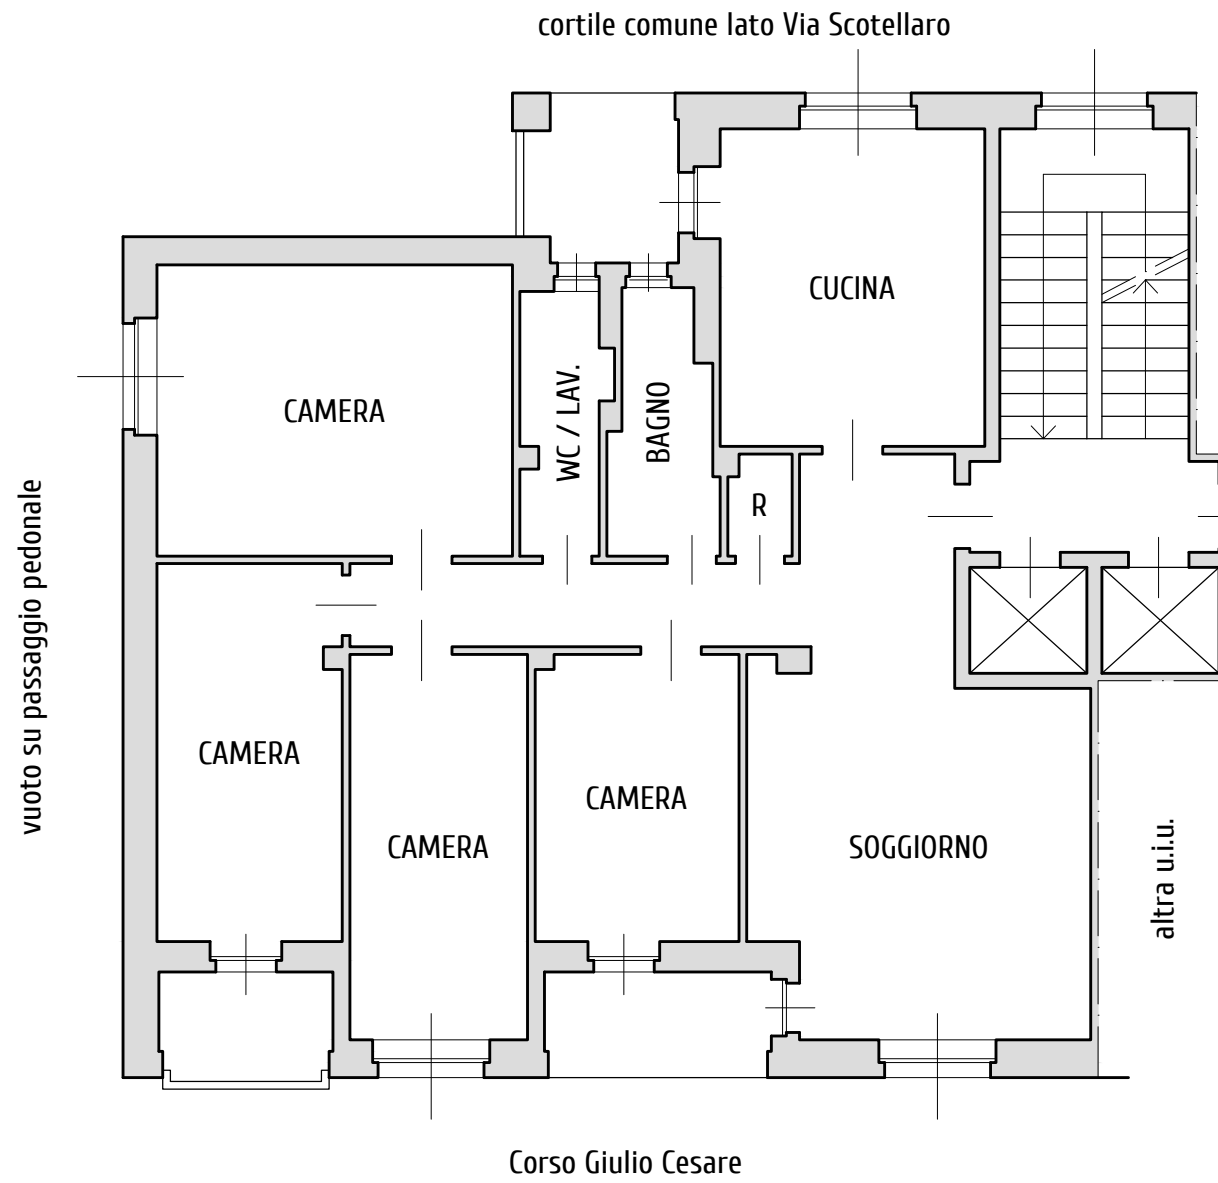 cortile comune lato Via Scotellaro
CUCINA
CAMERA
WC / LAV.
BAGNO
R
vuoto su passaggio pedonale
CAMERA
CAMERA
CAMERA
SOGGIORNO
altra u.i.u.
Corso Giulio Cesare